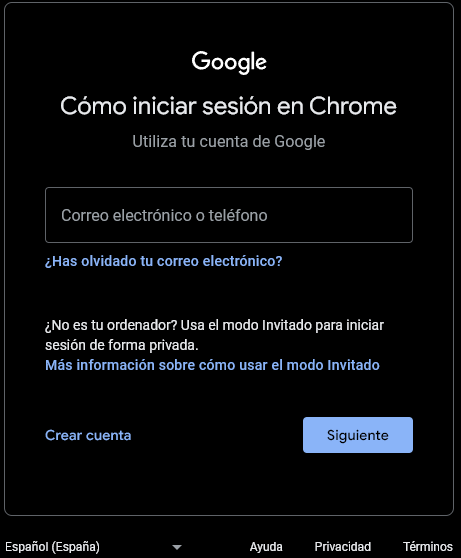 Google
Cómo iniciar sesión en Chrome
Utiliza tu cuenta de Google
Correo electrónico o teléfono
¿Has olvidado tu correo electrónico?
¿No es tu ordenador? Usa el modo Invitado para iniciar
sesión de forma privada.
Más información sobre cómo usar el modo Invitado
Crear cuenta
Siguiente
Español (España)
Ayuda
Privacidad
Términos